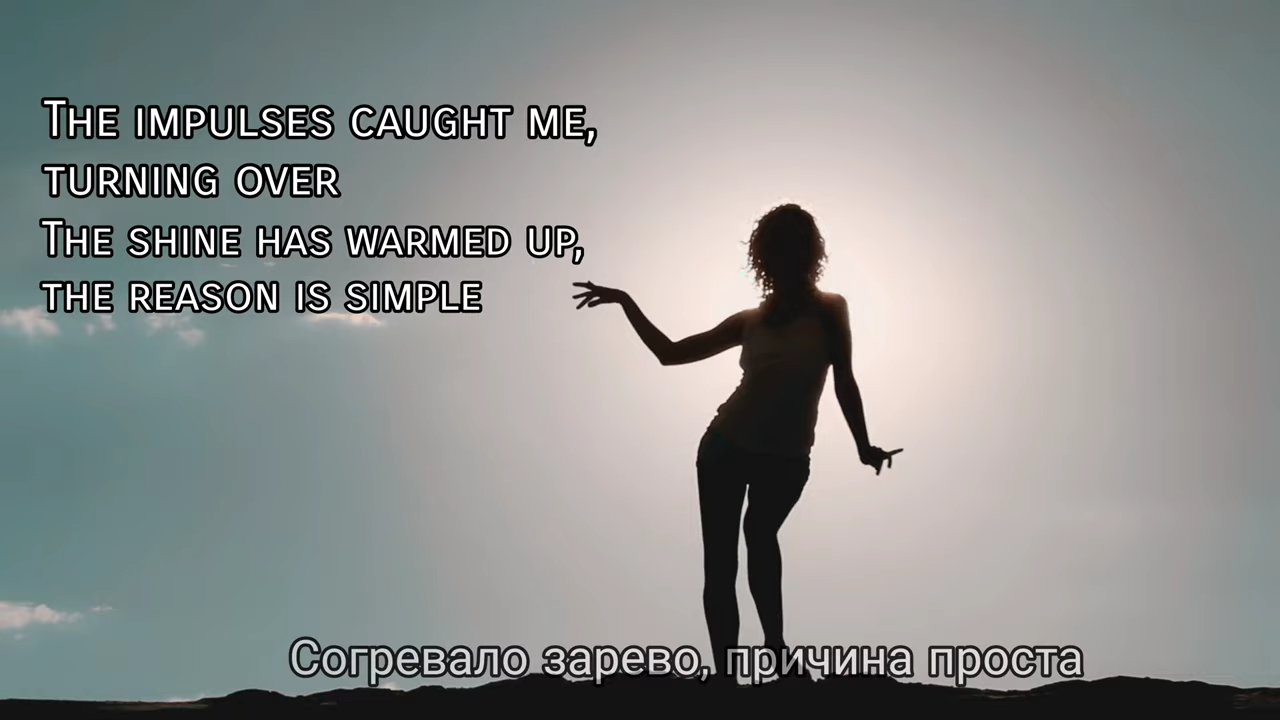 The impulses caught me,
turning over
The shine has warmed up,
the reason is simple
Согревало зарево, причина проста